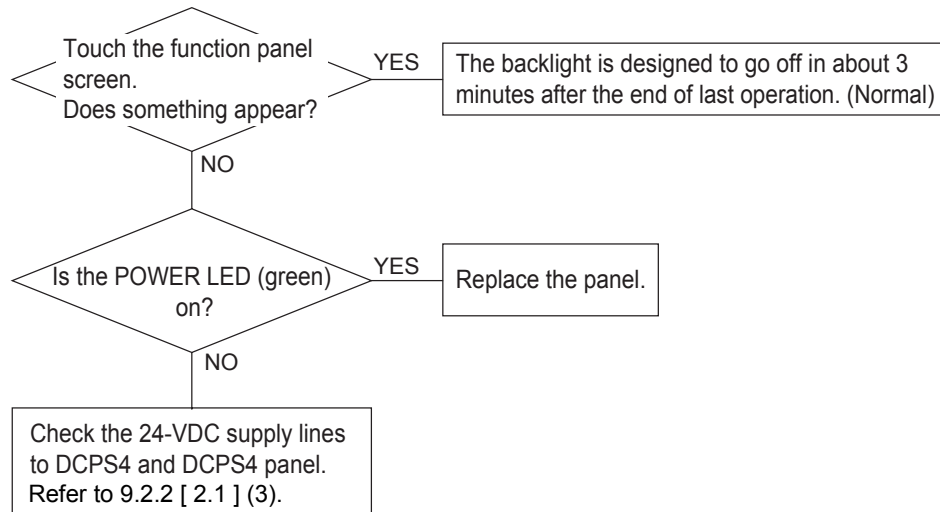 Touch the function panel
screen.
Does something appear?
YES
The backlight is designed to go off in about 3
minutes after the end of last operation. (Normal)
NO
Is the POWER LED (green)
on?
YES
Replace the panel.
NO
Check the 24-VDC supply lines
to DCPS4 and DCPS4 panel.
Refer to 9.2.2 [ 2.1 ] (3).